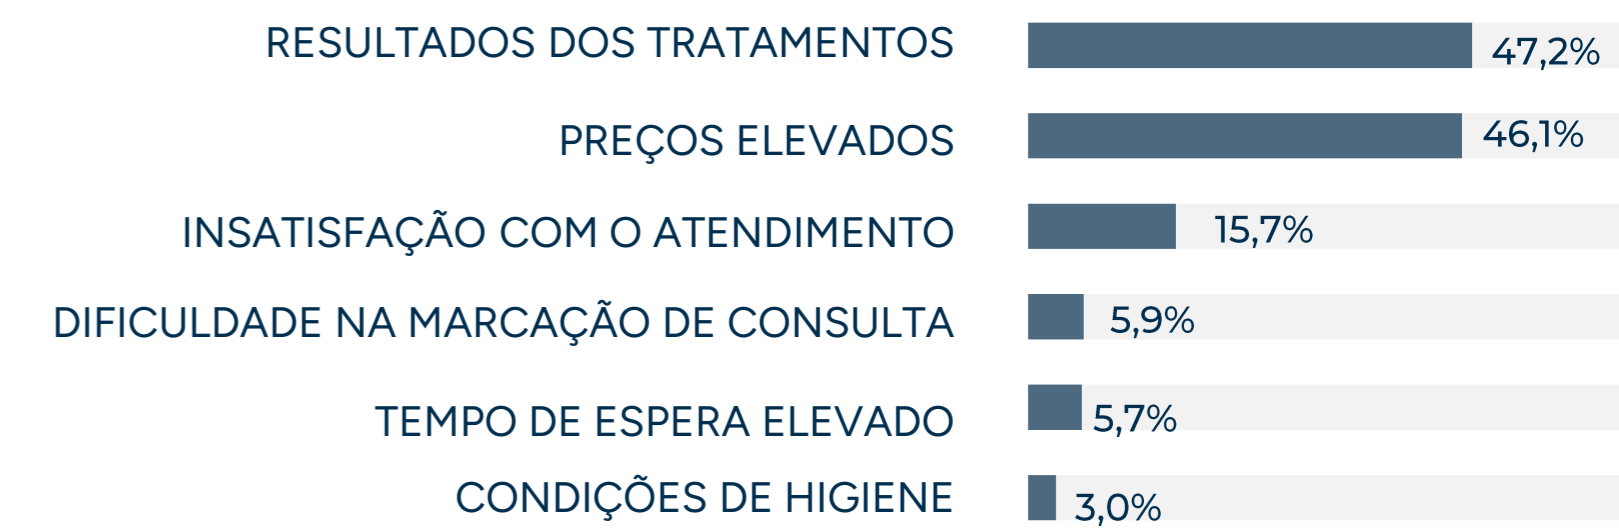 RESULTADOS DOS TRATAMENTOS 47,2%
PREÇOS ELEVADOS 46,1%
INSATISFAÇÃO COM O ATENDIMENTO 15,7%
DIFICULDADE NA MARCAÇÃO DE CONSULTA 5,9%
TEMPO DE ESPERA ELEVADO 5,7%
CONDIÇÕES DE HIGIENE 3,0%